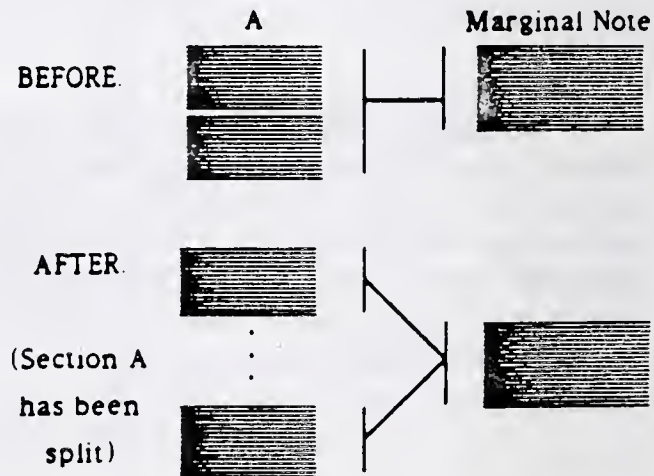 A
Marginal Note
BEFORE.
AFTER.
(Section A
has been
split)